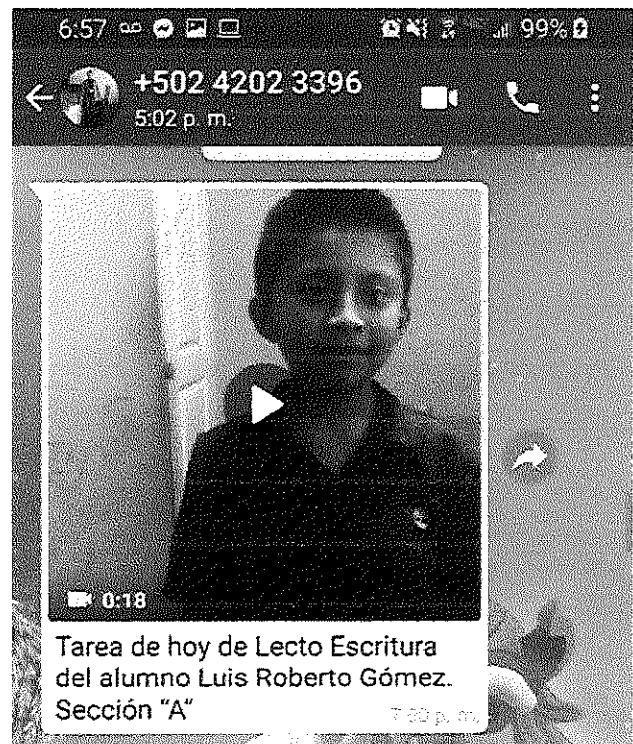 6:57
99%
+502 4202 3396
5:02 p. m.
0:18
Tarea de hoy de Lecto Escritura
del alumno Luis Roberto Gómez.
Sección "A"
p. m.